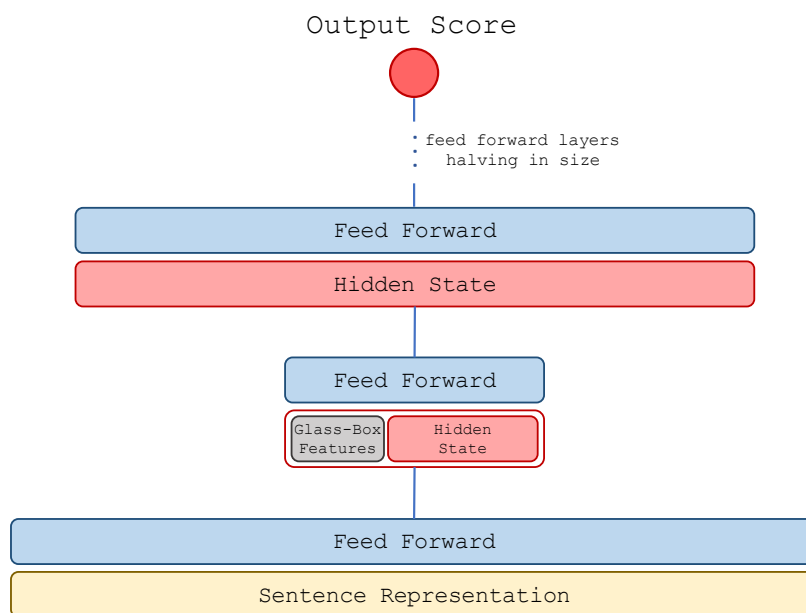 Output Score
feed forward layers
halving in size
Feed Forward
Hidden State
Feed Forward
Glass-Box
Features
Hidden
State
Feed Forward
Sentence Representation